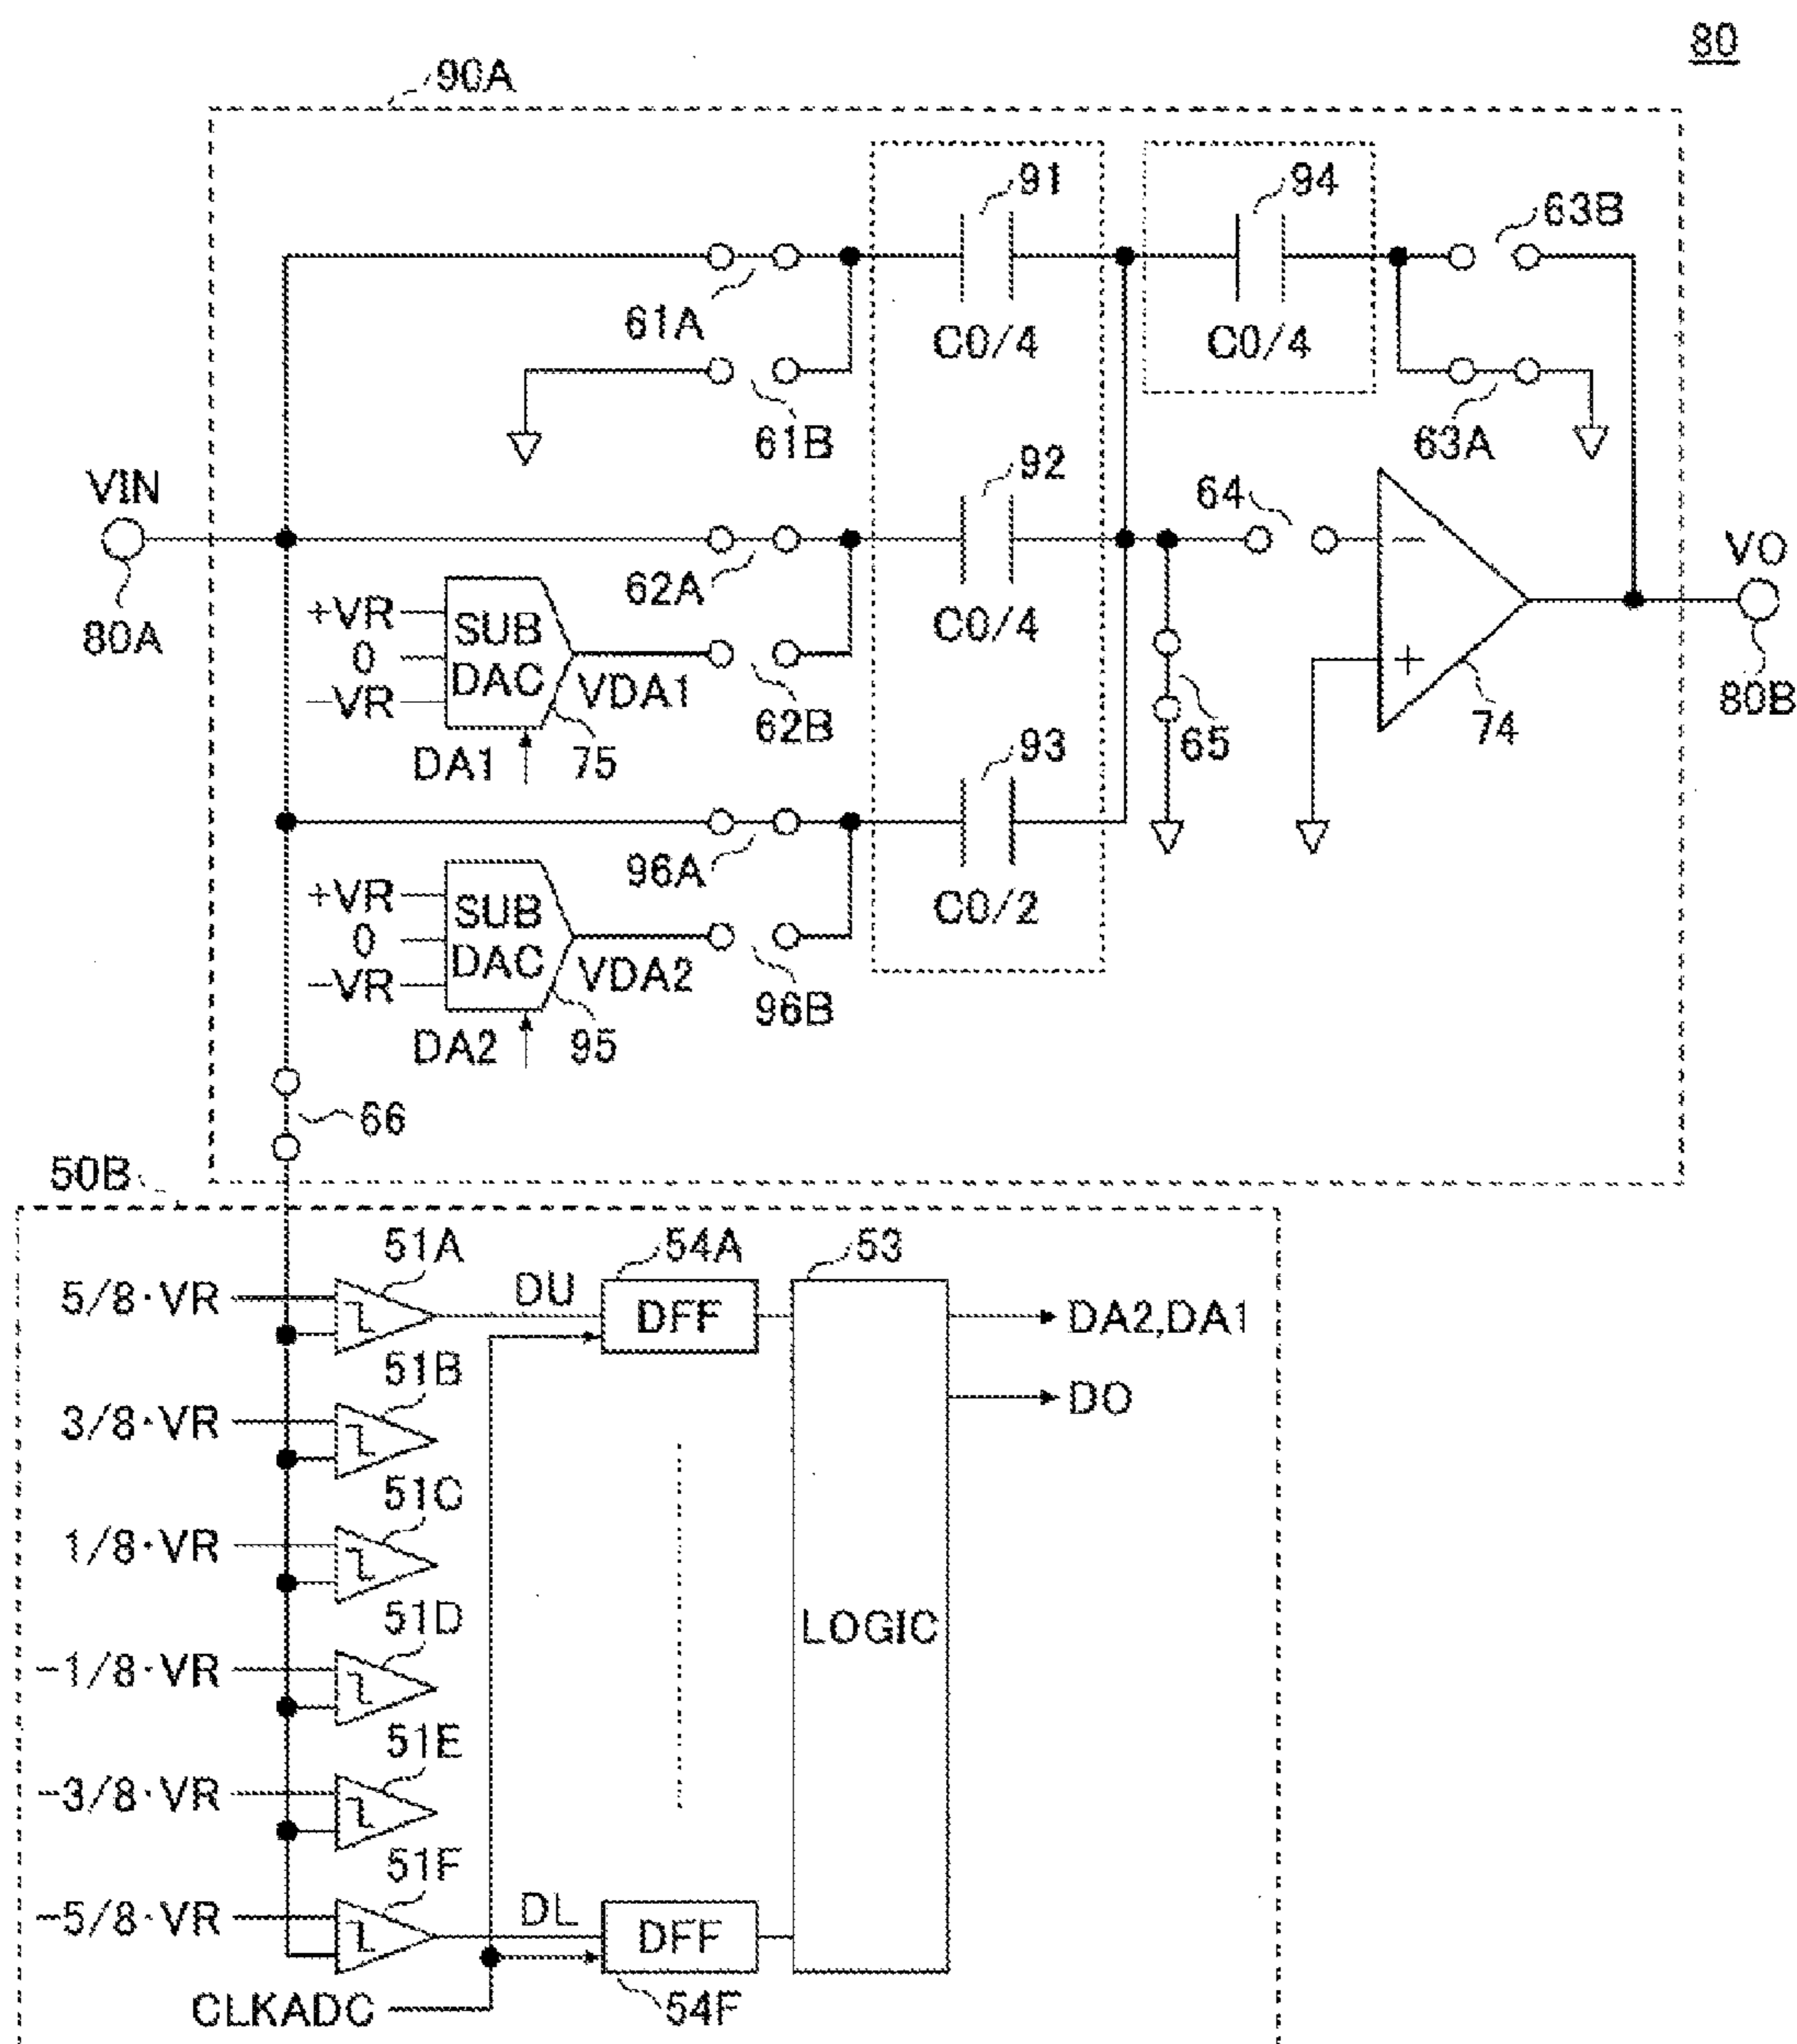 80
90A
91
94
63B
61A
C0/4
C0/4
61B
63A
92
VIN
64
VO
62A
+VR
SUB
80A
0
DAC
C0/4
-VR
VDA1
62B
80B
DA1
75
93
65
74
96A
+VR
SUB
0
DAC
C0/2
-VR
VDA2
96B
DA2
95
66
50B
51A
54A
53
5/8·VR
DU
DFF
DA2,DA1
51B
3/8·VR
DO
51C
1/8·VR
51D
LOGIC
-1/8·VR
51E
-3/8·VR
51F
-5/8·VR
DL
DFF
CLKADC
54F